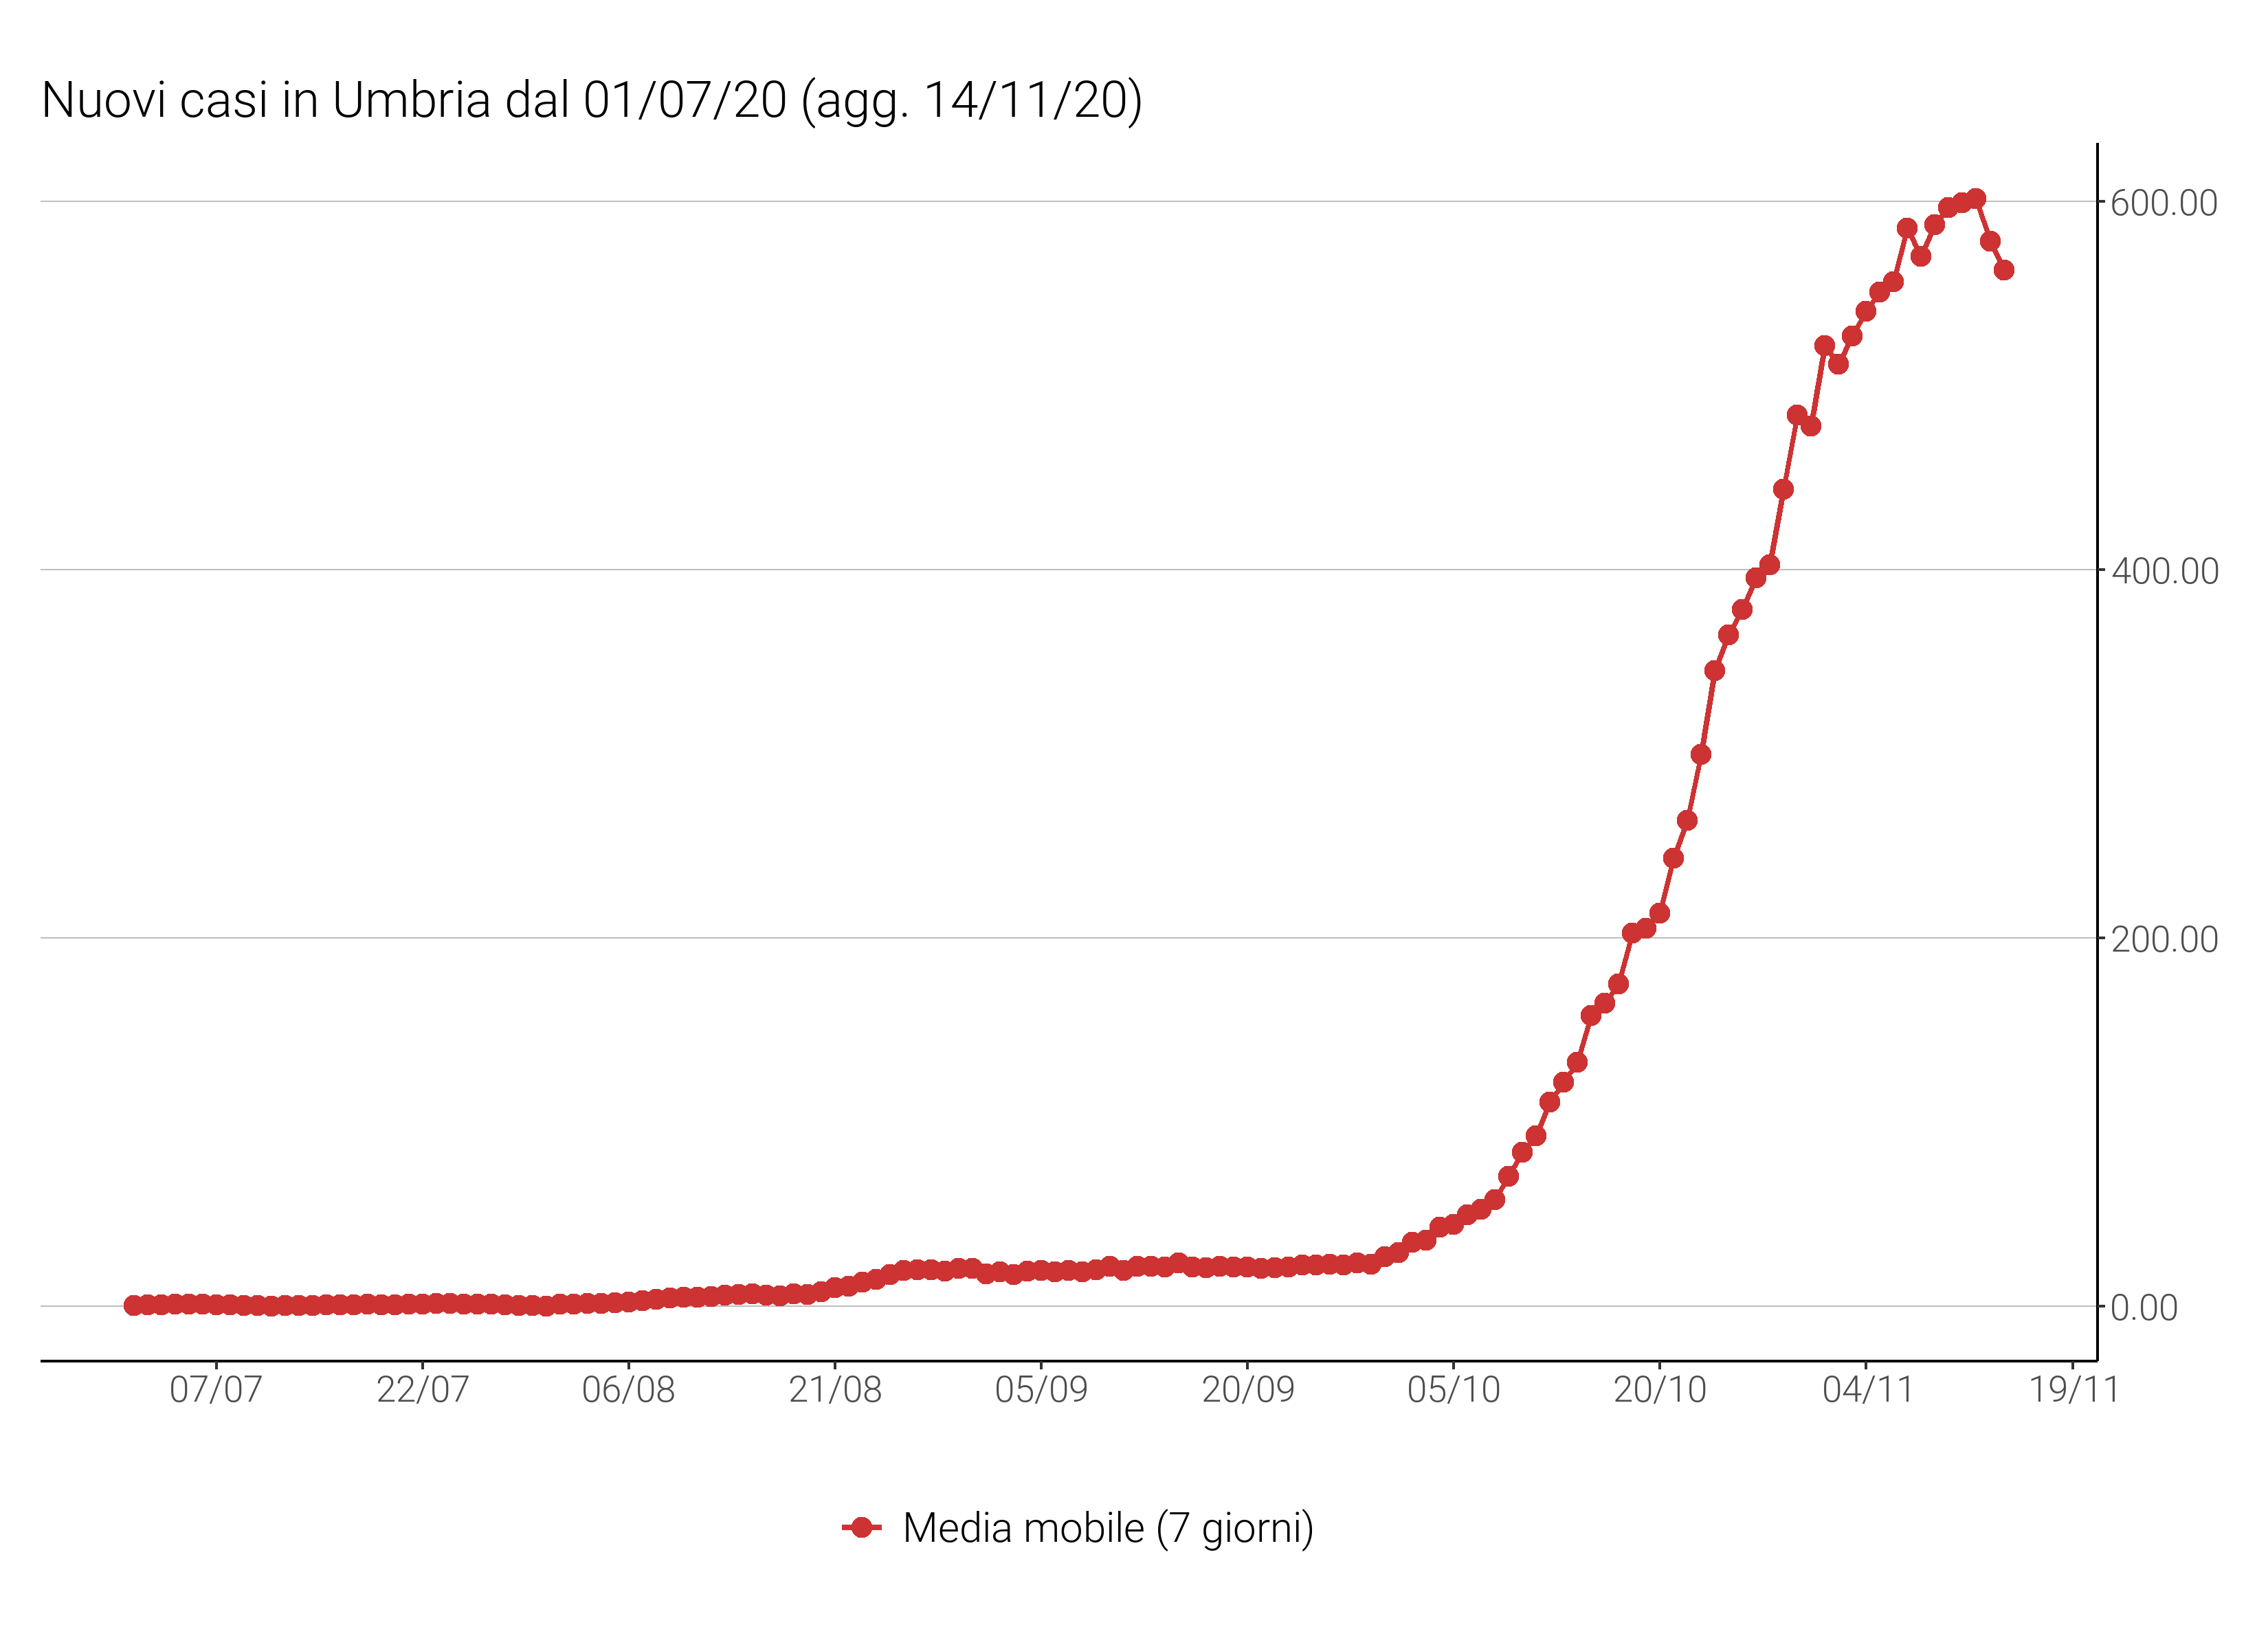 Nuovi casi in Umbria dal 01/07/20 (agg. 14/11/20)
600.00
400.00
200.00
0.00
07/07 22/07 06/08 21/08 05/09 20/09 05/10 20/10 04/11 19/11
Media mobile (7 giorni)